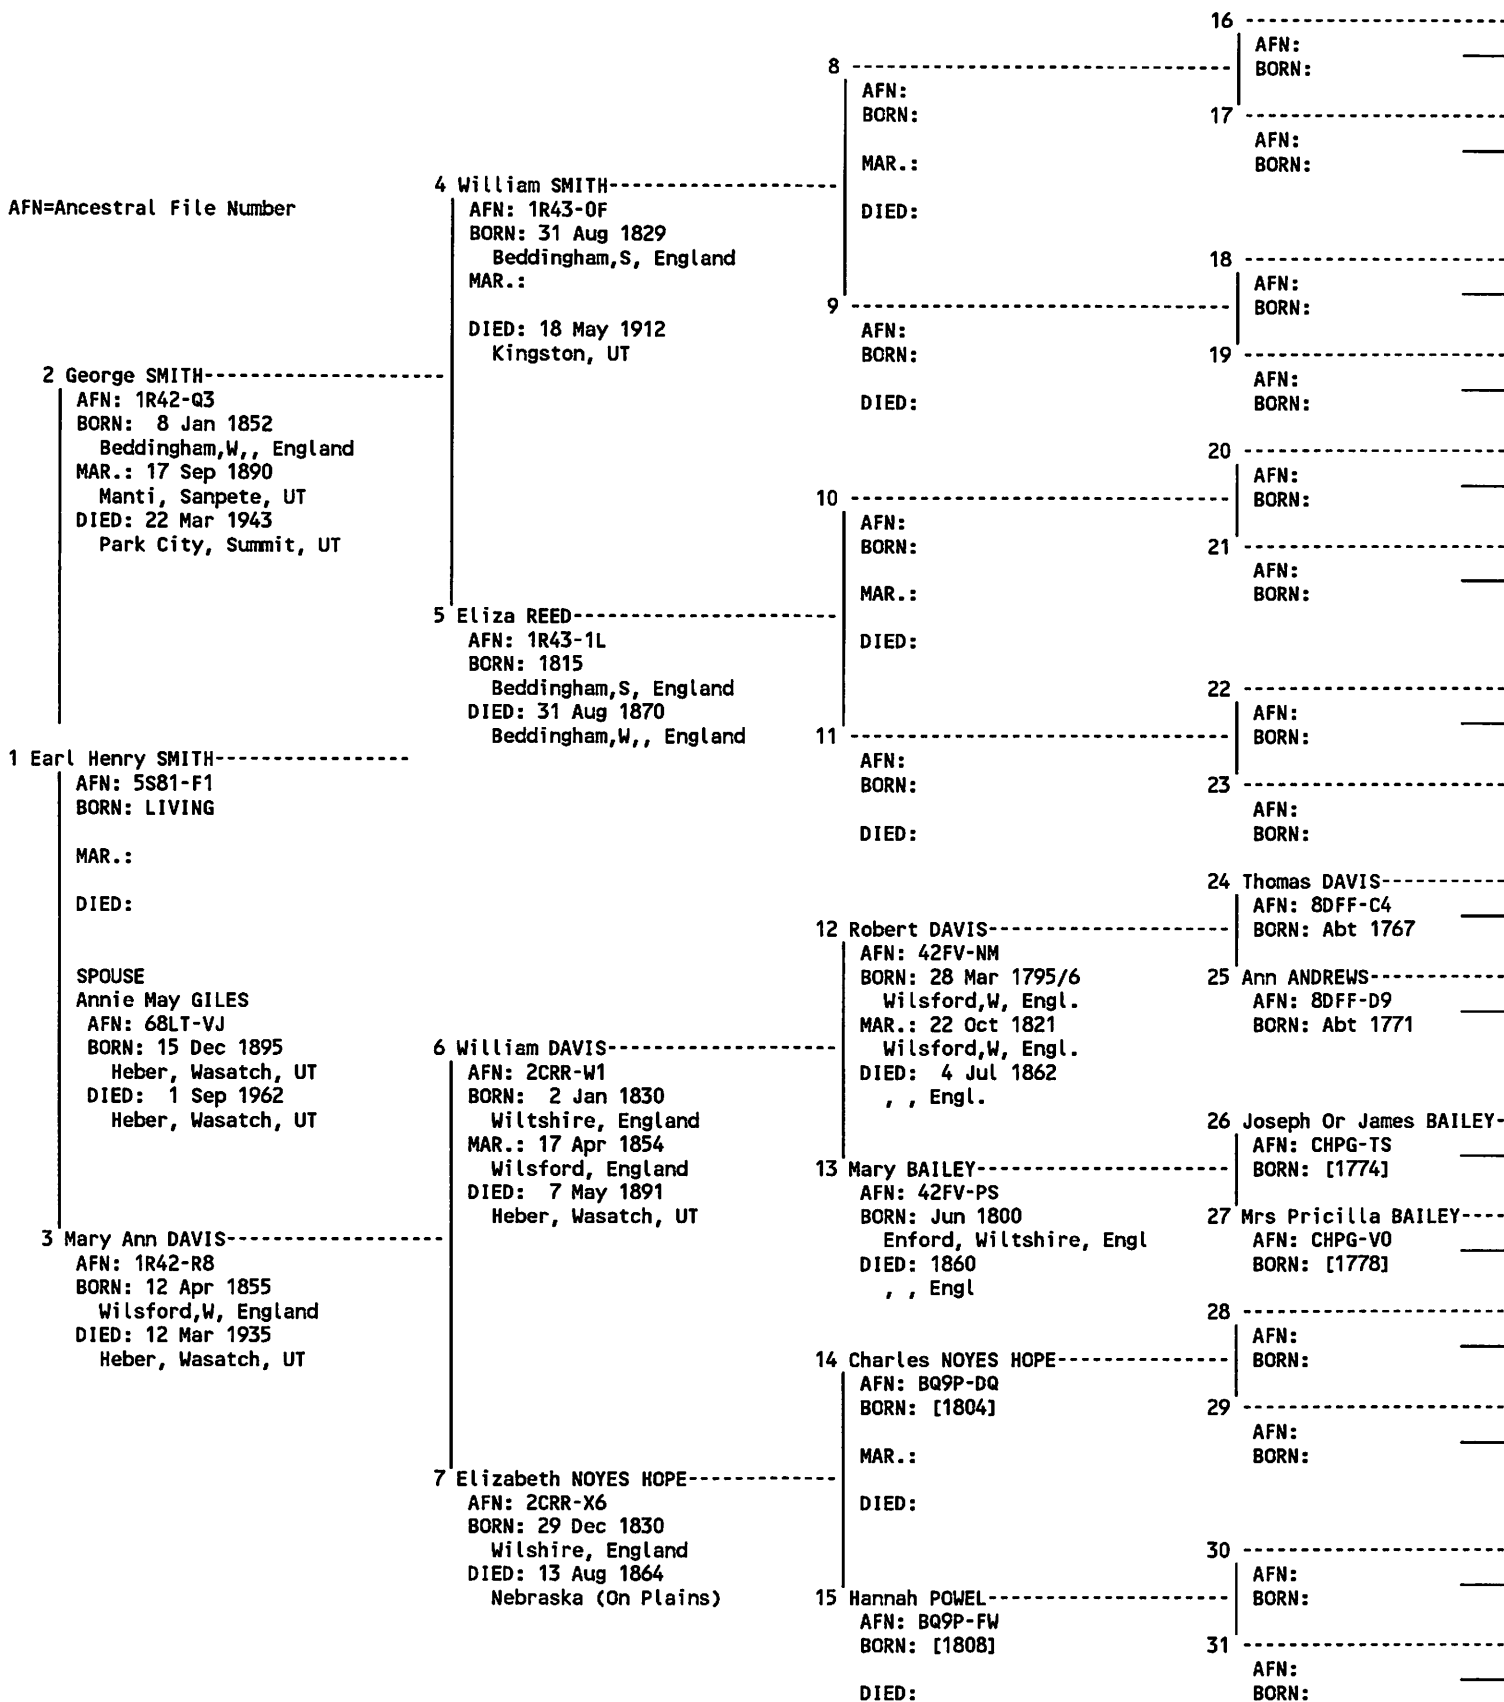 AFN=Ancestral File Number
1 Earl Henry SMITH
AFN: 5S81-F1
BORN: LIVING
MAR.:
DIED:
SPOUSE
Annie May GILES
AFN: 68LT-VJ
BORN: 15 Dec 1895
Heber, Wasatch, UT
DIED: 1 Sep 1962
Heber, Wasatch, UT
2 George SMITH
AFN: 1R42-Q3
BORN: 8 Jan 1852
Beddingham,W,, England
MAR.: 17 Sep 1890
Manti, Sanpete, UT
DIED: 22 Mar 1943
Park City, Summit, UT
3 Mary Ann DAVIS
AFN: 1R42-R8
BORN: 12 Apr 1855
Wilsford,W, England
DIED: 12 Mar 1935
Heber, Wasatch, UT
4 William SMITH
AFN: 1R43-0F
BORN: 31 Aug 1829
Beddingham,S, England
MAR.:
DIED: 18 May 1912
Kingston, UT
5 Eliza REED
AFN: 1R43-1L
BORN: 1815
Beddingham,S, England
DIED: 31 Aug 1870
Beddingham,W,, England
6 William DAVIS
AFN: 2CRR-W1
BORN: 2 Jan 1830
Wiltshire, England
MAR.: 17 Apr 1854
Wilsford, England
DIED: 7 May 1891
Heber, Wasatch, UT
7 Elizabeth NOYES HOPE
AFN: 2CRR-X6
BORN: 29 Dec 1830
Wilshire, England
DIED: 13 Aug 1864
Nebraska (On Plains)
8
AFN:
BORN:
MAR.:
DIED:
9
AFN:
BORN:
DIED:
10
AFN:
BORN:
MAR.:
DIED:
11
AFN:
BORN:
DIED:
12 Robert DAVIS
AFN: 42FV-NM
BORN: 28 Mar 1795/6
Wilsford,W, Engl.
MAR.: 22 Oct 1821
Wilsford,W, Engl.
DIED: 4 Jul 1862
, , Engl.
13 Mary BAILEY
AFN: 42FV-PS
BORN: Jun 1800
Enford, Wiltshire, Engl
DIED: 1860
, , Engl
14 Charles NOYES HOPE
AFN: BQ9P-DQ
BORN: [1804]
MAR.:
DIED:
15 Hannah POWEL
AFN: BQ9P-FW
BORN: [1808]
DIED:
16
AFN:
BORN:
17
AFN:
BORN:
18
AFN:
BORN:
19
AFN:
BORN:
20
AFN:
BORN:
21
AFN:
BORN:
22
AFN:
BORN:
23
AFN:
BORN:
24 Thomas DAVIS
AFN: 8DFF-C4
BORN: Abt 1767
25 Ann ANDREWS
AFN: 8DFF-D9
BORN: Abt 1771
26 Joseph Or James BAILEY
AFN: CHPG-TS
BORN: [1774]
27 Mrs Pricilla BAILEY
AFN: CHPG-V0
BORN: [1778]
28
AFN:
BORN:
29
AFN:
BORN:
30
AFN:
BORN:
31
AFN:
BORN: